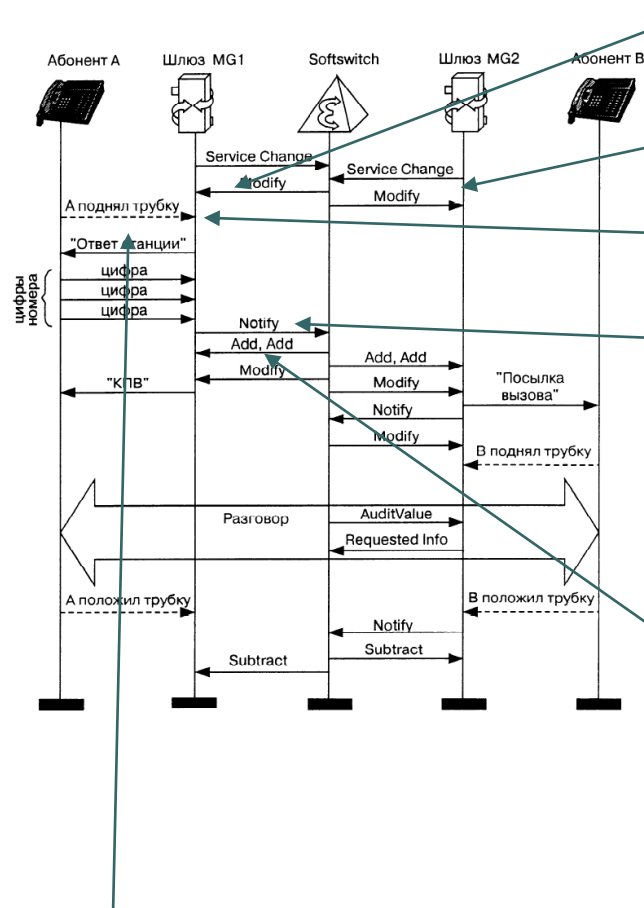 Абонент А
Шлюз MG1
Softswitch
Шлюз MG2
Абонент В
Service Change
Service Change
Modify
Modify
А поднял трубку
"Ответ станции"
цифры
номера
цифра
цифра
цифра
Notify
Add, Add
Add, Add
Modify
"КПВ"
Modify
"Посылка
вызова"
Notify
Modify
В поднял трубку
Разговор
AuditValue
Requested Info
А положил трубку
В положил трубку
Notify
Subtract
Subtract